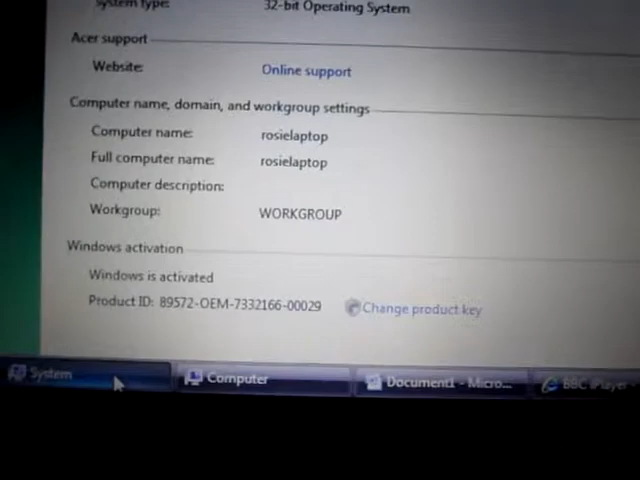 System type: 32-bit Operating System
Acer support
Website: Online support
Computer name, domain, and workgroup settings
Computer name: rosielaptop
Full computer name: rosielaptop
Computer description:
Workgroup: WORKGROUP
Windows activation
Windows is activated
Product ID: 89572-OEM-7332166-00029 Change product key
System Computer Document1 - Micro... BBC iPlayer -